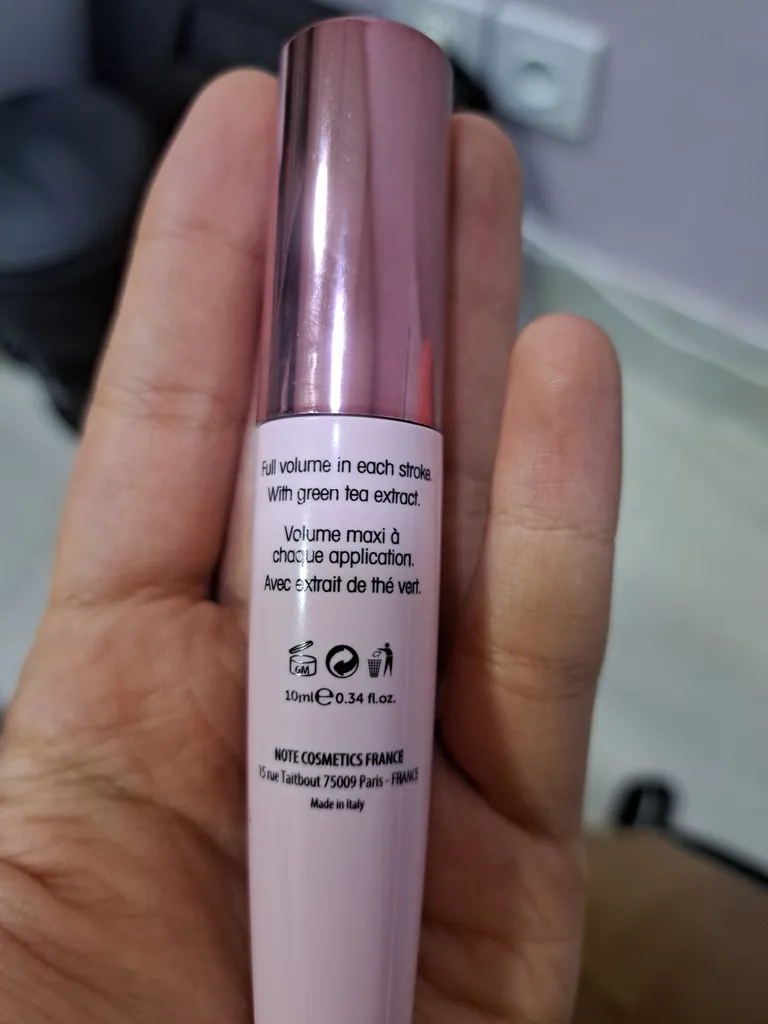 Full volume in each stroke.
With green tea extract.
Volume maxi à
chaque application.
Avec extrait de thé vert.
6M
10ml℮0.34 fl.oz.
NOTE COSMETICS FRANCE
15 rue Taitbout 75009 Paris - FRANCE
Made in Italy